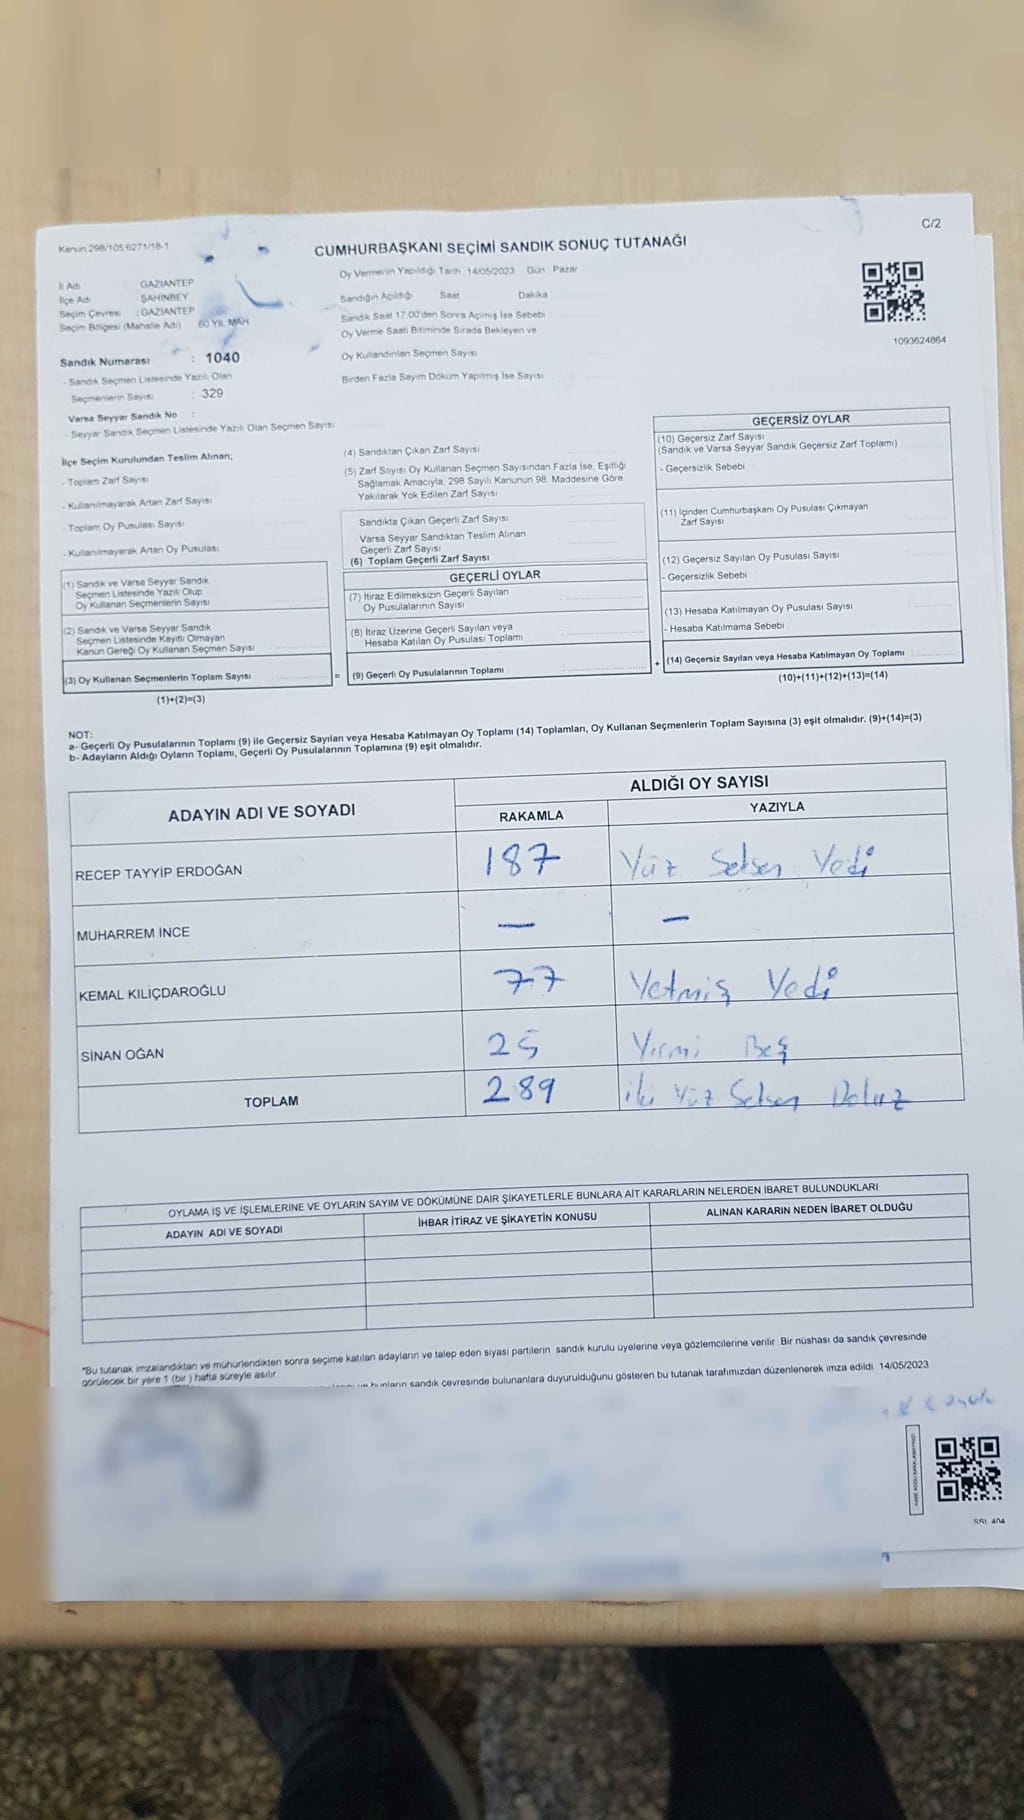 C/2
Kanun 298/105 6271/18-1
CUMHURBAŞKANI SEÇİMİ SANDIK SONUÇ TUTANAĞI
İl Adı GAZİANTEP
İlçe Adı ŞAHİNBEY
Seçim Çevresi : GAZİANTEP
Seçim Bölgesi (Mahalle Adı) 60 YIL MAH
Sandık Numarası : 1040
- Sandık Seçmen Listesinde Yazılı Olan
Seçmenlerin Sayısı : 329
Varsa Seyyar Sandık No :
- Seyyar Sandık Seçmen Listesinde Yazılı Olan Seçmen Sayısı
Oy Vermenin Yapıldığı Tarih 14/05/2023 Gün : Pazar
Sandığın Açıldığı Saat Dakika
Sandık Saat 17:00'den Sonra Açımış İse Sebebi
Oy Verme Saati Bitiminde Sırada Bekleyen ve
Oy Kullandırılan Seçmen Sayısı
Birden Fazla Sayım Döküm Yapılmış İse Sayısı
1093624864
İlçe Seçim Kurulundan Teslim Alınan;
- Toplam Zarf Sayısı
- Kullanılmayarak Artan Zarf Sayısı
- Toplam Oy Pusulası Sayısı
- Kullanılmayarak Artan Oy Pusulası
(1) Sandık ve Varsa Seyyar Sandık
Seçmen Listesinde Yazılı Olup
Oy Kullanan Seçmenlerin Sayısı
(2) Sandık ve Varsa Seyyar Sandık
Seçmen Listesinde Kayıtlı Olmayan
Kanun Gereği Oy Kullanan Seçmen Sayısı
(3) Oy Kullanan Seçmenlerin Toplam Sayısı
(1)+(2)=(3)
(4) Sandıktan Çıkan Zarf Sayısı
(5) Zarf Sayısı Oy Kullanan Seçmen Sayısından Fazla İse, Eşitliği
Sağlamak Amacıyla, 298 Sayılı Kanunun 98. Maddesine Göre
Yakılarak Yok Edilen Zarf Sayısı
Sandıkta Çıkan Geçerli Zarf Sayısı
Varsa Seyyar Sandıktan Teslim Alınan
Geçerli Zarf Sayısı
(6) Toplam Geçerli Zarf Sayısı
GEÇERLİ OYLAR
(7) İtiraz Edilmeksizin Geçerli Sayılan
Oy Pusulalarının Sayısı
(8) İtiraz Üzerine Geçerli Sayılan veya
Hesaba Katılan Oy Pusulası Toplamı
= (9) Geçerli Oy Pusulalarının Toplamı
GEÇERSİZ OYLAR
(10) Geçersiz Zarf Sayısı
(Sandık ve Varsa Seyyar Sandık Geçersiz Zarf Toplamı)
- Geçersizlik Sebebi
(11) İçinden Cumhurbaşkanı Oy Pusulası Çıkmayan
Zarf Sayısı
(12) Geçersiz Sayılan Oy Pusulası Sayısı
- Geçersizlik Sebebi
(13) Hesaba Katılmayan Oy Pusulası Sayısı
- Hesaba Katılmama Sebebi
+ (14) Geçersiz Sayılan veya Hesaba Katılmayan Oy Toplamı
(10)+(11)+(12)+(13)=(14)
NOT:
a- Geçerli Oy Pusulalarının Toplamı (9) ile Geçersiz Sayılan veya Hesaba Katılmayan Oy Toplamı (14) Toplamları, Oy Kullanan Seçmenlerin Toplam Sayısına (3) eşit olmalıdır. (9)+(14)=(3)
b- Adayların Aldığı Oyların Toplamı, Geçerli Oy Pusulalarının Toplamına (9) eşit olmalıdır.
ADAYIN ADI VE SOYADI
ALDIĞI OY SAYISI
RAKAMLA YAZIYLA
RECEP TAYYİP ERDOĞAN 187 Yüz Seksen Yedi
MUHARREM İNCE — —
KEMAL KILIÇDAROĞLU 77 Yetmiş Yedi
SİNAN OĞAN 25 Yirmi Beş
TOPLAM 289 iki Yüz Seksen Dokuz
OYLAMA İŞ VE İŞLEMLERİNE VE OYLARIN SAYIM VE DÖKÜMÜNE DAİR ŞİKAYETLERLE BUNLARA AİT KARARLARIN NELERDEN İBARET BULUNDUKLARI
ADAYIN ADI VE SOYADI İHBAR İTİRAZ VE ŞİKAYETİN KONUSU ALINAN KARARIN NEDEN İBARET OLDUĞU
*Bu tutanak imzalandıktan ve mühürlendikten sonra seçime katılan adayların ve talep eden siyasi partilerin sandık kurulu üyelerine veya gözlemcilerine verilir. Bir nüshası da sandık çevresinde
görülecek bir yere 1 (bir) hafta süreyle asılır.
bunların sandık çevresinde bulunanlara duyurulduğunu gösteren bu tutanak tarafımızdan düzenlenerek imza edildi. 14/05/2023